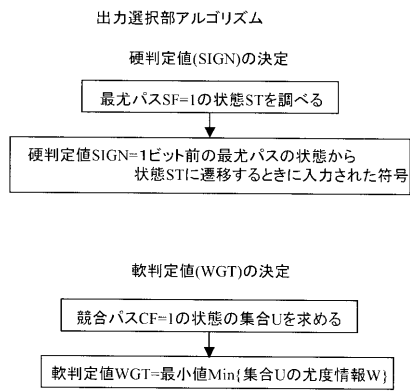 出力選択部アルゴリズム
硬判定値(SIGN)の決定
最尤パスSF=1の状態STを調べる
硬判定値SIGN=1ビット前の最尤パスの状態から
状態STに遷移するときに入力された符号
軟判定値(WGT)の決定
競合パスCF=1の状態の集合Uを求める
軟判定値WGT=最小値Min{集合Uの尤度情報W}